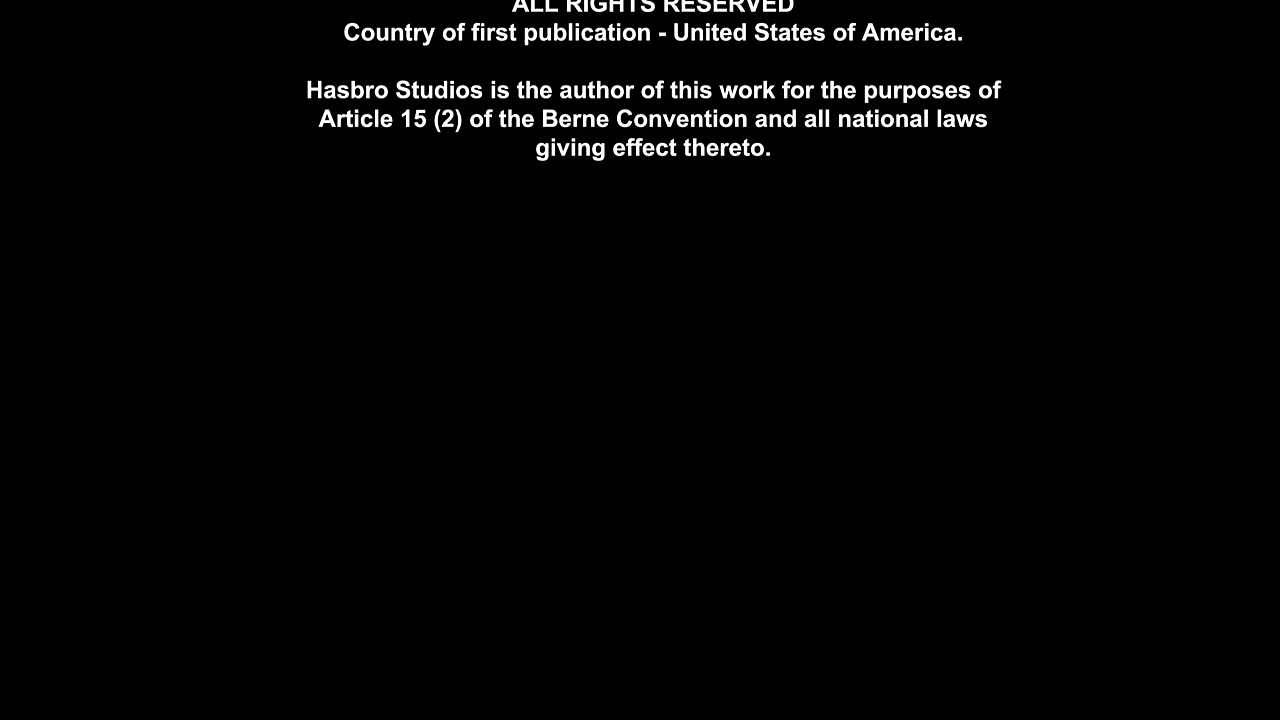 ALL RIGHTS RESERVED
Country of first publication - United States of America.
Hasbro Studios is the author of this work for the purposes of
Article 15 (2) of the Berne Convention and all national laws
giving effect thereto.